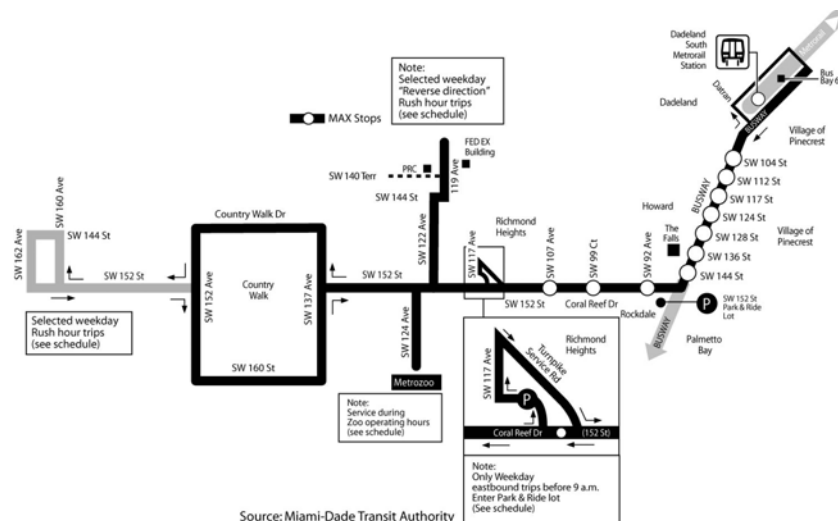 Note:
Selected weekday
"Reverse direction"
Rush hour trips
(see schedule)
MAX Stops
Dadeland
South
Metrorail
Station
Metrorail
Bus
Bay 6
Datran
Dadeland
BUSWAY
Village of
Pinecrest
FED EX
Building
PRC
SW 140 Terr
119 Ave
SW 144 St
SW 122 Ave
SW 104 St
SW 112 St
SW 117 St
SW 124 St
SW 128 St
SW 136 St
SW 144 St
BUSWAY
Village of
Pinecrest
Howard
The
Falls
SW 160 Ave
SW 162 Ave
SW 144 St
SW 152 St
Country Walk Dr
SW 152 Ave
Country
Walk
SW 137 Ave
SW 160 St
SW 152 St
SW 117 Ave
Richmond
Heights
SW 107 Ave
SW 99 Ct
SW 92 Ave
SW 152 St
Coral Reef Dr
Rockdale
P
SW 152 St
Park & Ride
Lot
BUSWAY
Palmetto
Bay
Selected weekday
Rush hour trips
(see schedule)
SW 124 Ave
Metrozoo
Note:
Service during
Zoo operating hours
(see schedule)
Richmond
Heights
Turnpike
Service Rd
SW 117 Ave
P
Coral Reef Dr
(152 St)
Note:
Only Weekday
eastbound trips before 9 a.m.
Enter Park & Ride lot
(See schedule)
Source: Miami-Dade Transit Authority